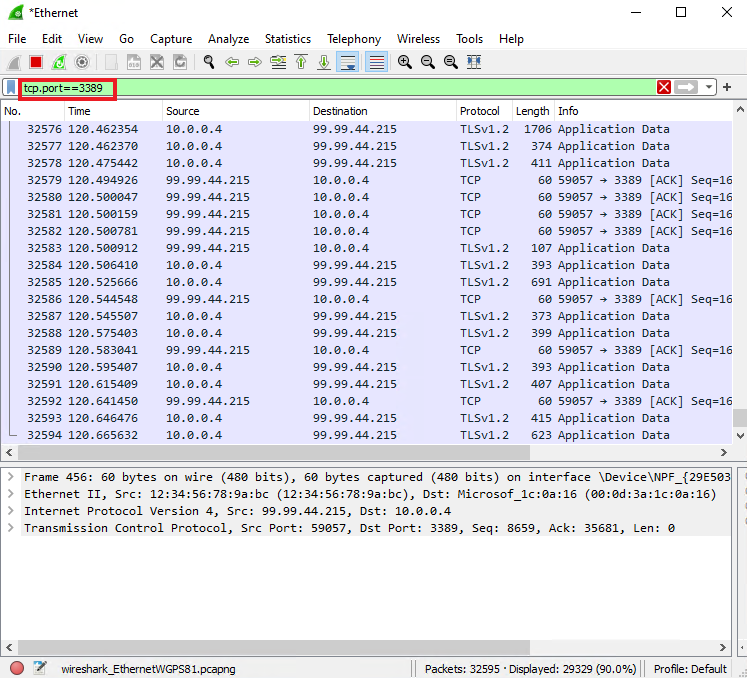 *Ethernet
File Edit View Go Capture Analyze Statistics Telephony Wireless Tools Help
tcp.port==3389
No. Time Source Destination Protocol Length Info
32576 120.462354 10.0.0.4 99.99.44.215 TLSv1.2 1706 Application Data
32577 120.462370 10.0.0.4 99.99.44.215 TLSv1.2 374 Application Data
32578 120.475442 10.0.0.4 99.99.44.215 TLSv1.2 411 Application Data
32579 120.494926 99.99.44.215 10.0.0.4 TCP 60 59057 → 3389 [ACK] Seq=16
32580 120.500047 99.99.44.215 10.0.0.4 TCP 60 59057 → 3389 [ACK] Seq=16
32581 120.500159 99.99.44.215 10.0.0.4 TCP 60 59057 → 3389 [ACK] Seq=16
32582 120.500781 99.99.44.215 10.0.0.4 TCP 60 59057 → 3389 [ACK] Seq=16
32583 120.500912 99.99.44.215 10.0.0.4 TLSv1.2 107 Application Data
32584 120.506410 10.0.0.4 99.99.44.215 TLSv1.2 393 Application Data
32585 120.525666 10.0.0.4 99.99.44.215 TLSv1.2 691 Application Data
32586 120.544548 99.99.44.215 10.0.0.4 TCP 60 59057 → 3389 [ACK] Seq=16
32587 120.545507 10.0.0.4 99.99.44.215 TLSv1.2 373 Application Data
32588 120.575403 10.0.0.4 99.99.44.215 TLSv1.2 399 Application Data
32589 120.583041 99.99.44.215 10.0.0.4 TCP 60 59057 → 3389 [ACK] Seq=16
32590 120.595407 10.0.0.4 99.99.44.215 TLSv1.2 393 Application Data
32591 120.615409 10.0.0.4 99.99.44.215 TLSv1.2 407 Application Data
32592 120.641450 99.99.44.215 10.0.0.4 TCP 60 59057 → 3389 [ACK] Seq=16
32593 120.646476 10.0.0.4 99.99.44.215 TLSv1.2 415 Application Data
32594 120.665632 10.0.0.4 99.99.44.215 TLSv1.2 623 Application Data
Frame 456: 60 bytes on wire (480 bits), 60 bytes captured (480 bits) on interface \Device\NPF_{29E503
Ethernet II, Src: 12:34:56:78:9a:bc (12:34:56:78:9a:bc), Dst: Microsof_1c:0a:16 (00:0d:3a:1c:0a:16)
Internet Protocol Version 4, Src: 99.99.44.215, Dst: 10.0.0.4
Transmission Control Protocol, Src Port: 59057, Dst Port: 3389, Seq: 8659, Ack: 35681, Len: 0
wireshark_EthernetWGPS81.pcapng Packets: 32595 · Displayed: 29329 (90.0%) Profile: Default